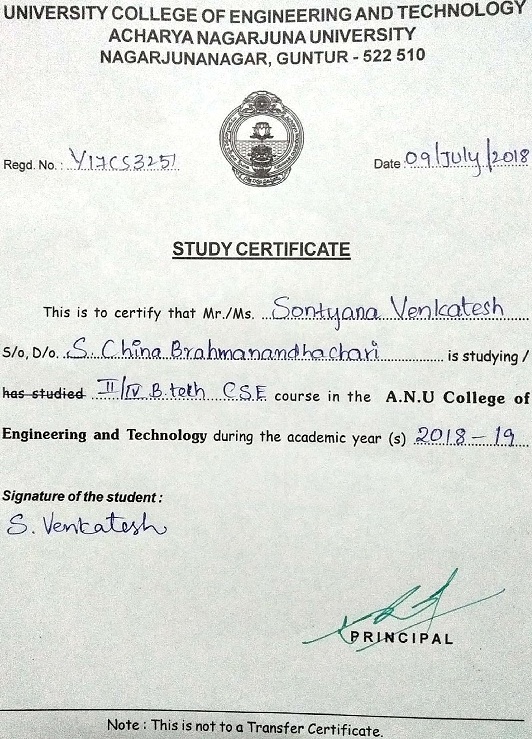 UNIVERSITY COLLEGE OF ENGINEERING AND TECHNOLOGY
ACHARYA NAGARJUNA UNIVERSITY
NAGARJUNANAGAR, GUNTUR - 522 510
Regd. No. : Y17CS3251 Date : 09/July/2018
STUDY CERTIFICATE
This is to certify that Mr./Ms. Sontyana Venkatesh
S/o, D/o. S. China Brahmanandhachari is studying /
has studied II/IV B.tech CSE course in the A.N.U College of
Engineering and Technology during the academic year (s) 2018-19
Signature of the student :
S. Venkatesh
PRINCIPAL
Note : This is not to a Transfer Certificate.